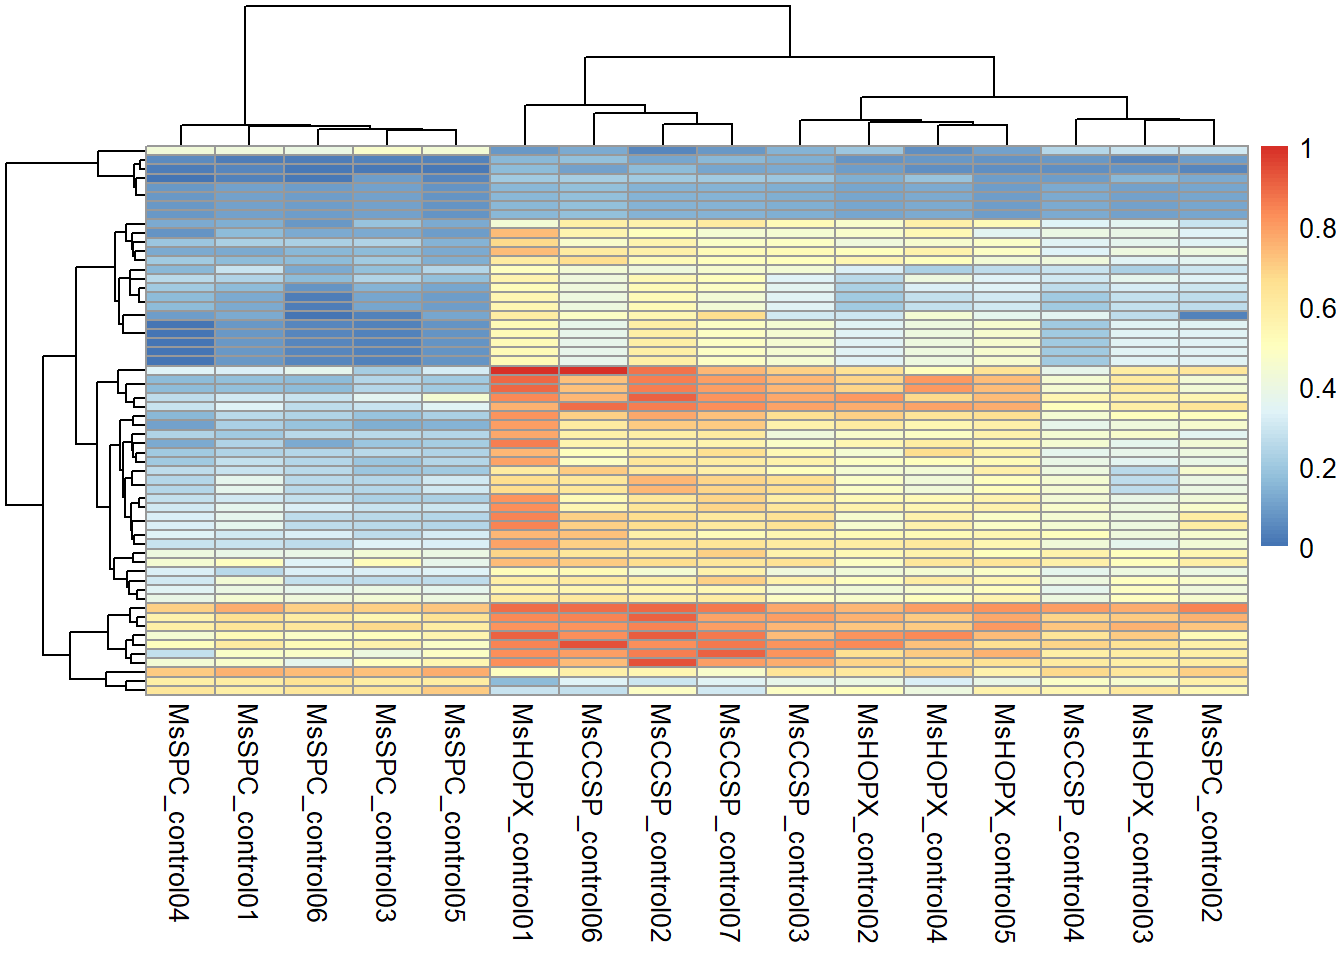 1
0.8
0.6
0.4
0.2
0
MsSPC_control04
MsSPC_control01
MsSPC_control06
MsSPC_control03
MsSPC_control05
MsHOPX_control01
MsCCSP_control06
MsCCSP_control02
MsCCSP_control07
MsCCSP_control03
MsHOPX_control02
MsHOPX_control04
MsHOPX_control05
MsCCSP_control04
MsHOPX_control03
MsSPC_control02